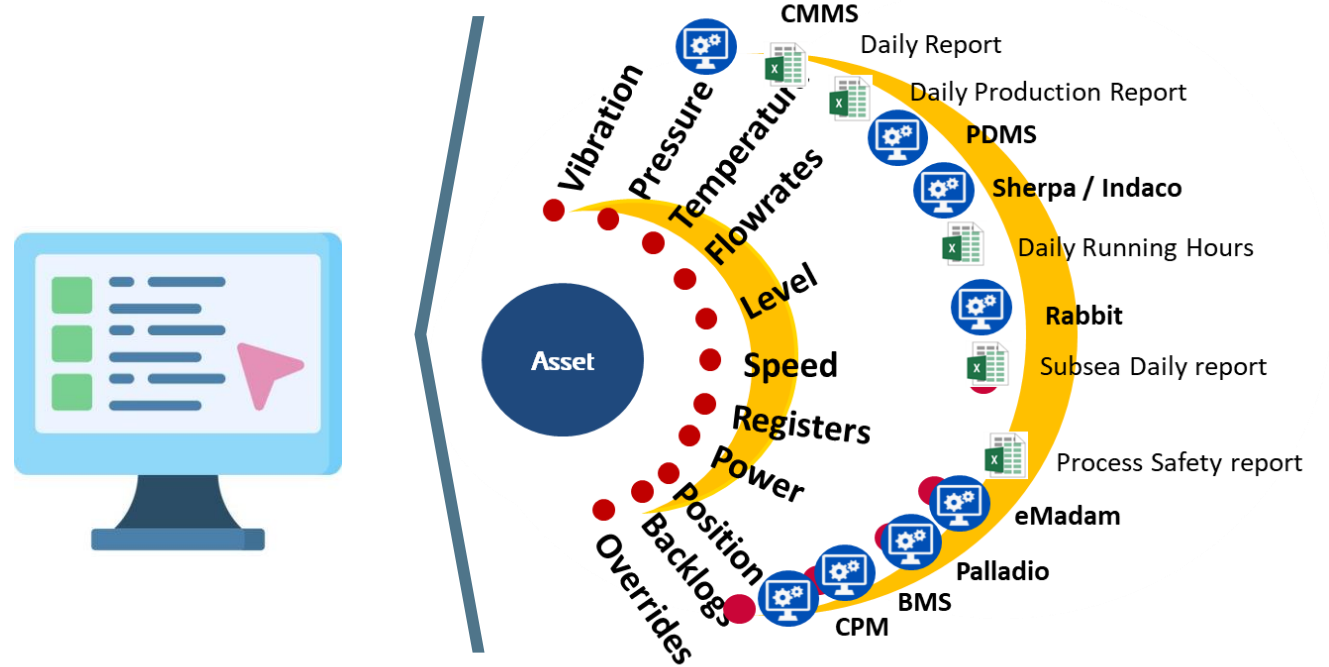 CMMS
Daily Report
Daily Production Report
PDMS
Sherpa / Indaco
Daily Running Hours
Rabbit
Subsea Daily report
Process Safety report
eMadam
Palladio
BMS
CPM
Vibration
Pressure
Temperature
Flowrates
Level
Speed
Registers
Power
Position
Backlogs
Overrides
Asset
X
X
X
X
X